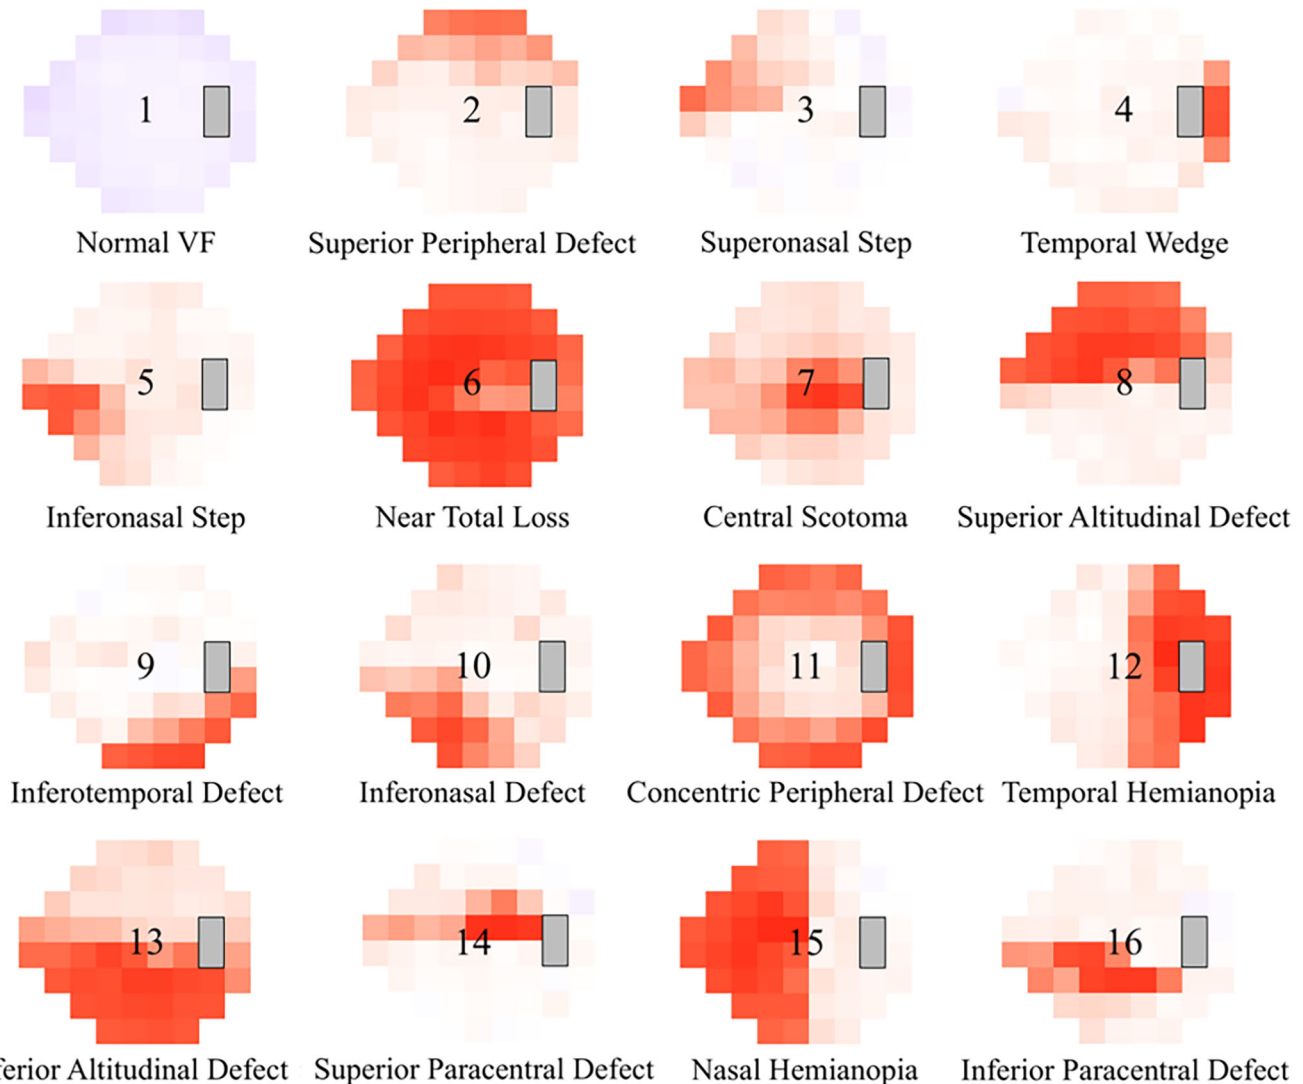 1 2 3 4
Normal VF Superior Peripheral Defect Superonasal Step Temporal Wedge
5 6 7 8
Inferonasal Step Near Total Loss Central Scotoma Superior Altitudinal Defect
9 10 11 12
Inferotemporal Defect Inferonasal Defect Concentric Peripheral Defect Temporal Hemianopia
13 14 15 16
ferior Altitudinal Defect Superior Paracentral Defect Nasal Hemianopia Inferior Paracentral Defect